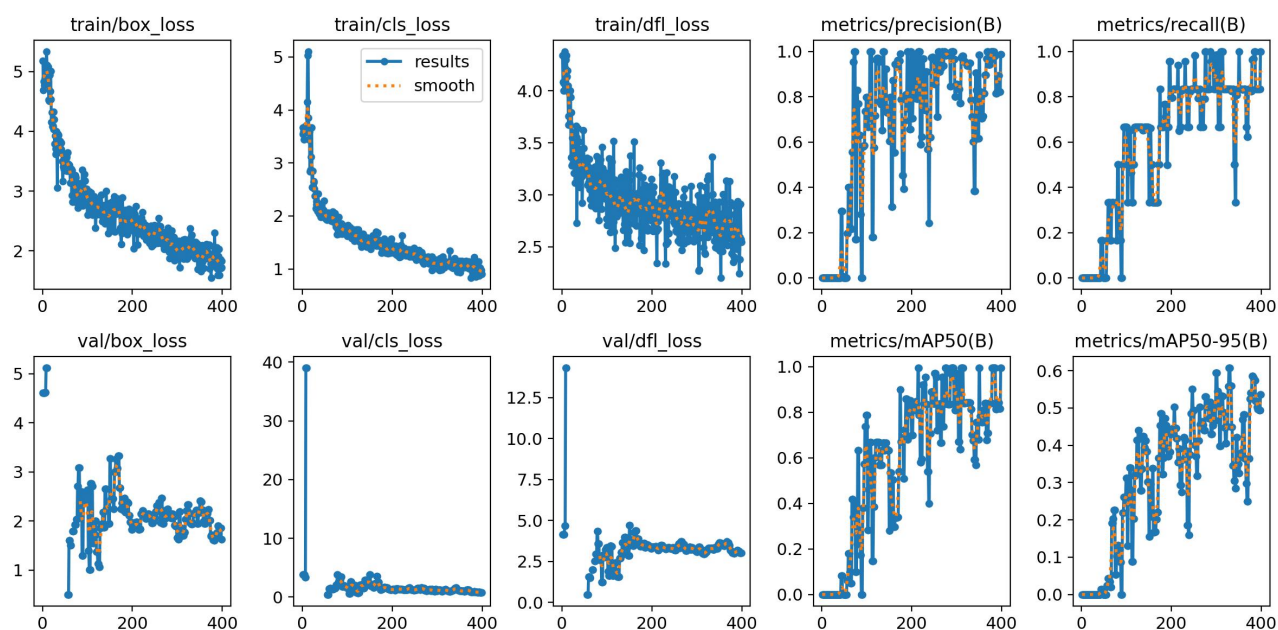 train/box_loss
train/cls_loss
train/dfl_loss
metrics/precision(B)
metrics/recall(B)
5
4
3
2
0 200 400
5
4
3
2
1
0 200 400
results
smooth
4.0
3.5
3.0
2.5
0 200 400
1.0
0.8
0.6
0.4
0.2
0.0
0 200 400
1.0
0.8
0.6
0.4
0.2
0.0
0 200 400
val/box_loss
val/cls_loss
val/dfl_loss
metrics/mAP50(B)
metrics/mAP50-95(B)
5
4
3
2
1
0 200 400
40
30
20
10
0
0 200 400
12.5
10.0
7.5
5.0
2.5
0.0
0 200 400
1.0
0.8
0.6
0.4
0.2
0.0
0 200 400
0.6
0.5
0.4
0.3
0.2
0.1
0.0
0 200 400